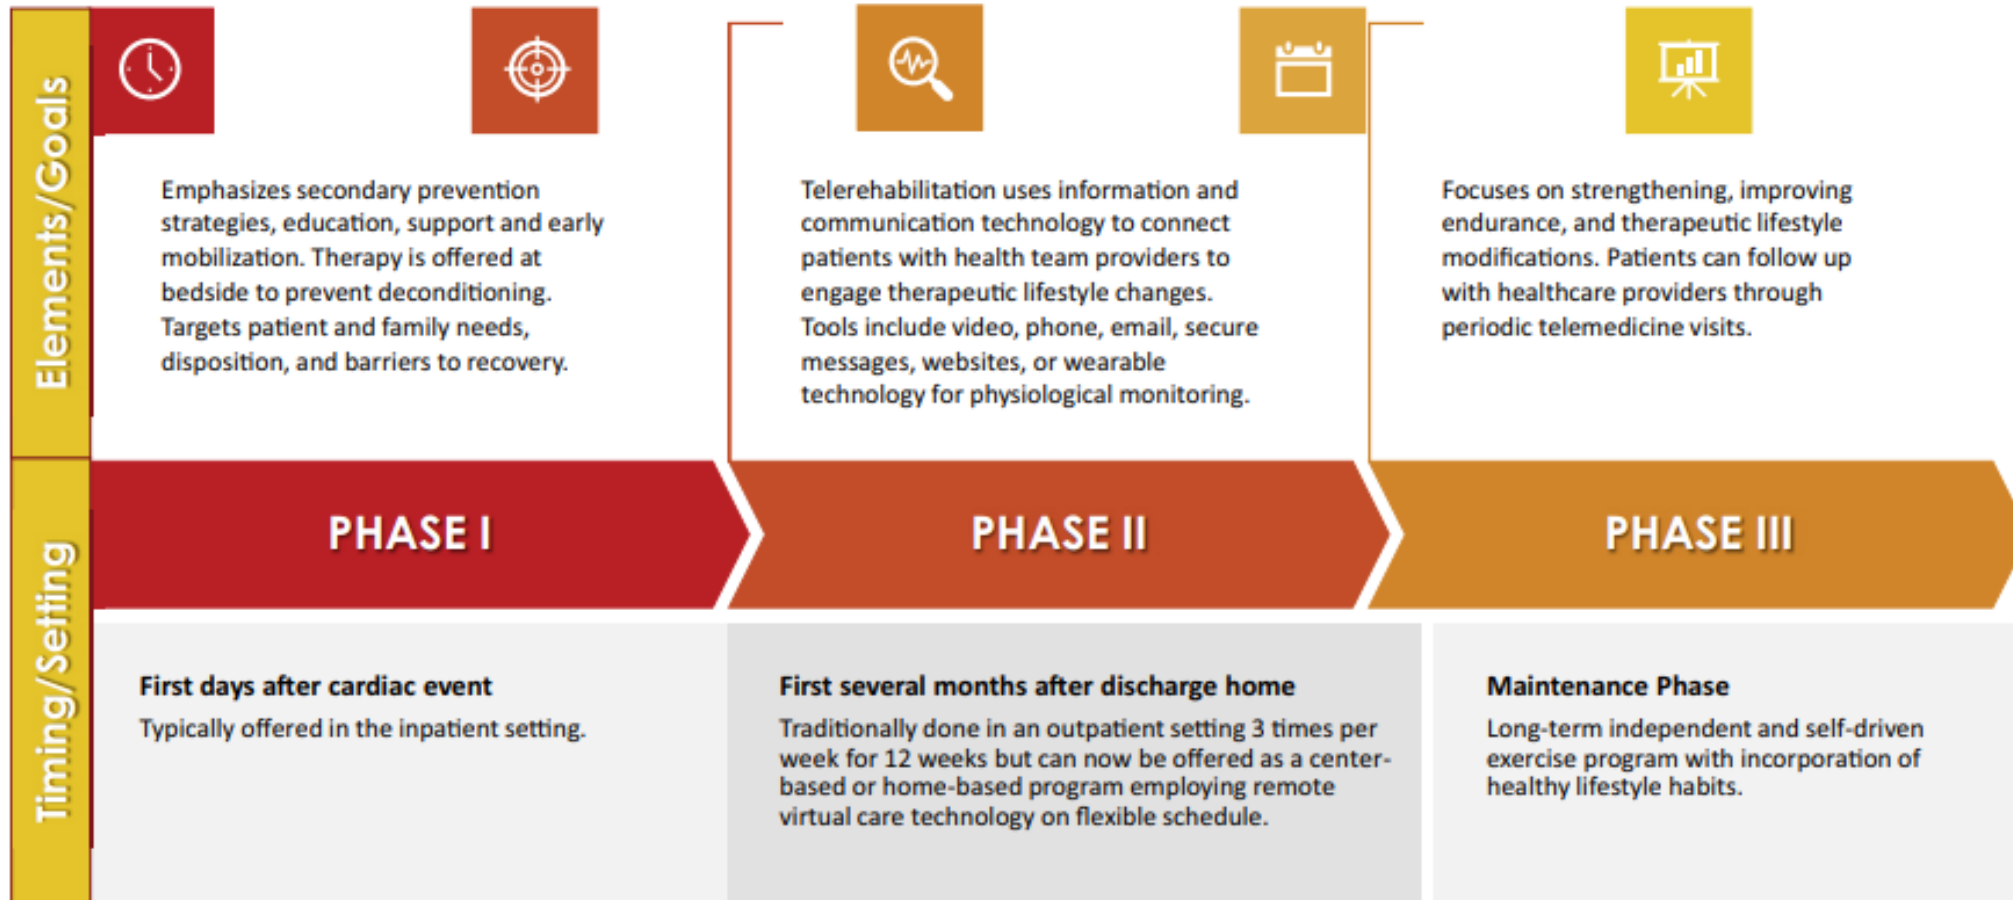 Elements/Goals
Emphasizes secondary prevention
strategies, education, support and early
mobilization. Therapy is offered at
bedside to prevent deconditioning.
Targets patient and family needs,
disposition, and barriers to recovery.
Telerehabilitation uses information and
communication technology to connect
patients with health team providers to
engage therapeutic lifestyle changes.
Tools include video, phone, email, secure
messages, websites, or wearable
technology for physiological monitoring.
Focuses on strengthening, improving
endurance, and therapeutic lifestyle
modifications. Patients can follow up
with healthcare providers through
periodic telemedicine visits.
PHASE I
PHASE II
PHASE III
Timing/Setting
First days after cardiac event
Typically offered in the inpatient setting.
First several months after discharge home
Traditionally done in an outpatient setting 3 times per
week for 12 weeks but can now be offered as a center-
based or home-based program employing remote
virtual care technology on flexible schedule.
Maintenance Phase
Long-term independent and self-driven
exercise program with incorporation of
healthy lifestyle habits.